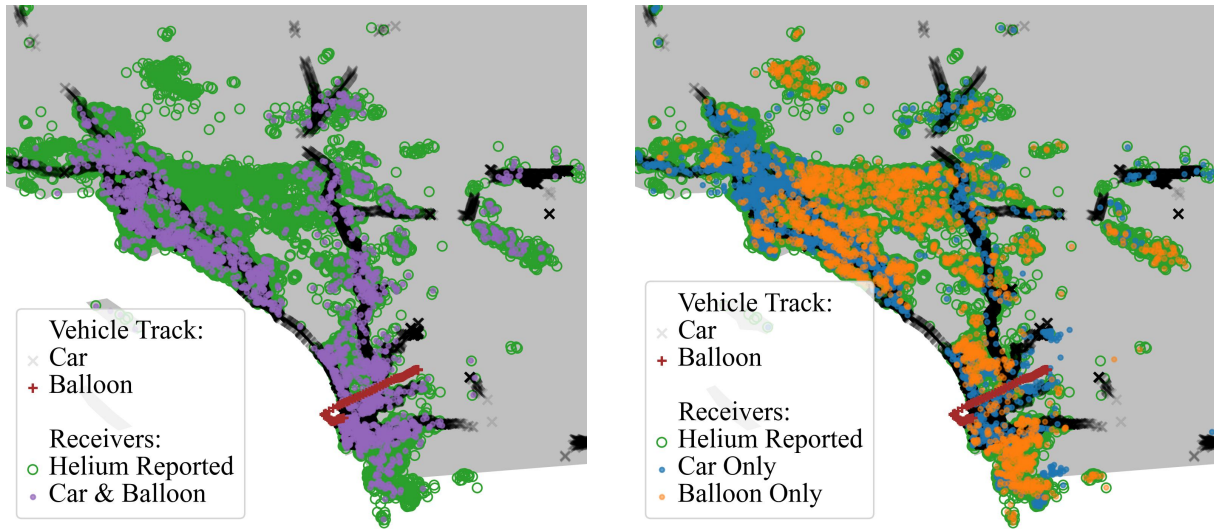 Vehicle Track:
Car
Balloon
Receivers:
Helium Reported
Car & Balloon
Vehicle Track:
Car
Balloon
Receivers:
Helium Reported
Car Only
Balloon Only